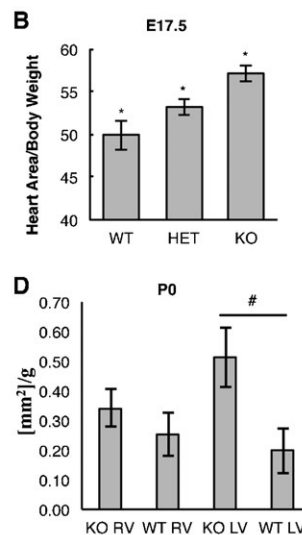 B
E17.5
Heart Area/Body Weight
60
55
50
45
40
*
*
*
WT HET KO
D
P0
[mm²]/g
0.70
0.60
0.50
0.40
0.30
0.20
0.10
0.00
#
KO RV WT RV KO LV WT LV